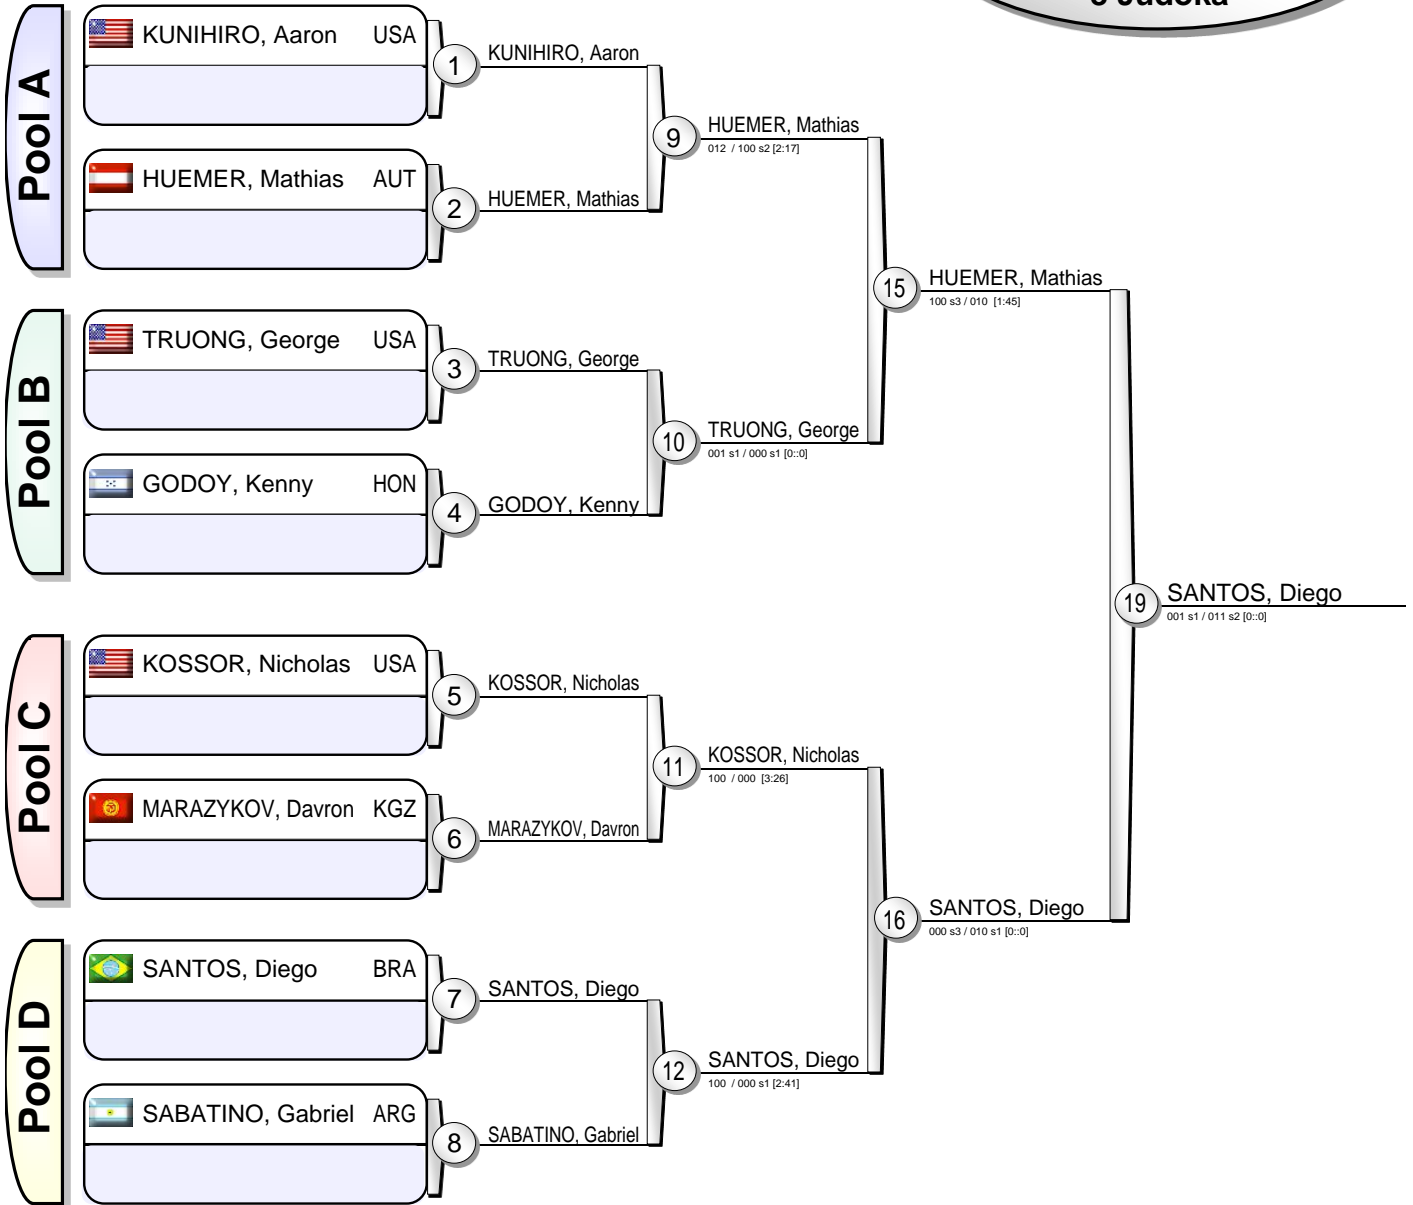 8 Judoka
Pool A
KUNIHIRO, Aaron USA
1
KUNIHIRO, Aaron
HUEMER, Mathias AUT
2
HUEMER, Mathias
9
HUEMER, Mathias
012 / 100 s2 [2:17]
Pool B
TRUONG, George USA
3
TRUONG, George
GODOY, Kenny HON
4
GODOY, Kenny
10
TRUONG, George
001 s1 / 000 s1 [0::0]
15
HUEMER, Mathias
100 s3 / 010 [1:45]
Pool C
KOSSOR, Nicholas USA
5
KOSSOR, Nicholas
MARAZYKOV, Davron KGZ
6
MARAZYKOV, Davron
11
KOSSOR, Nicholas
100 / 000 [3:26]
Pool D
SANTOS, Diego BRA
7
SANTOS, Diego
SABATINO, Gabriel ARG
8
SABATINO, Gabriel
12
SANTOS, Diego
100 / 000 s1 [2:41]
16
SANTOS, Diego
000 s3 / 010 s1 [0::0]
19
SANTOS, Diego
001 s1 / 011 s2 [0::0]